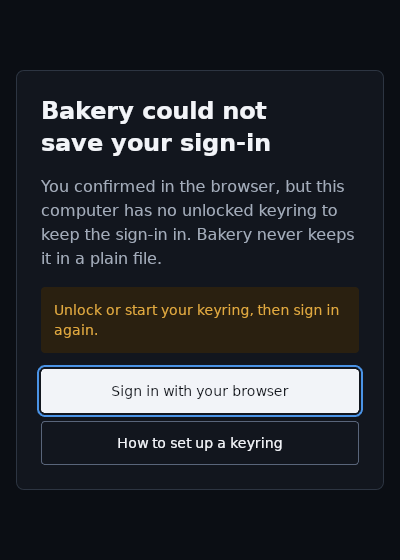 Bakery could not
save your sign-in
You confirmed in the browser, but this
computer has no unlocked keyring to
keep the sign-in in. Bakery never keeps
it in a plain file.
Unlock or start your keyring, then sign in
again.
Sign in with your browser
How to set up a keyring